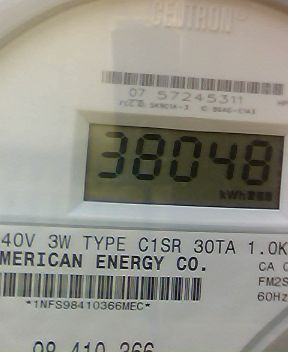 CENTRON®
07 57245311
38048
kWh
40V 3W TYPE C1SR 30TA 1.0K
MERICAN ENERGY CO.
CA 0
FM2S
60Hz
*1NFS98410366MEC*
98 410 366